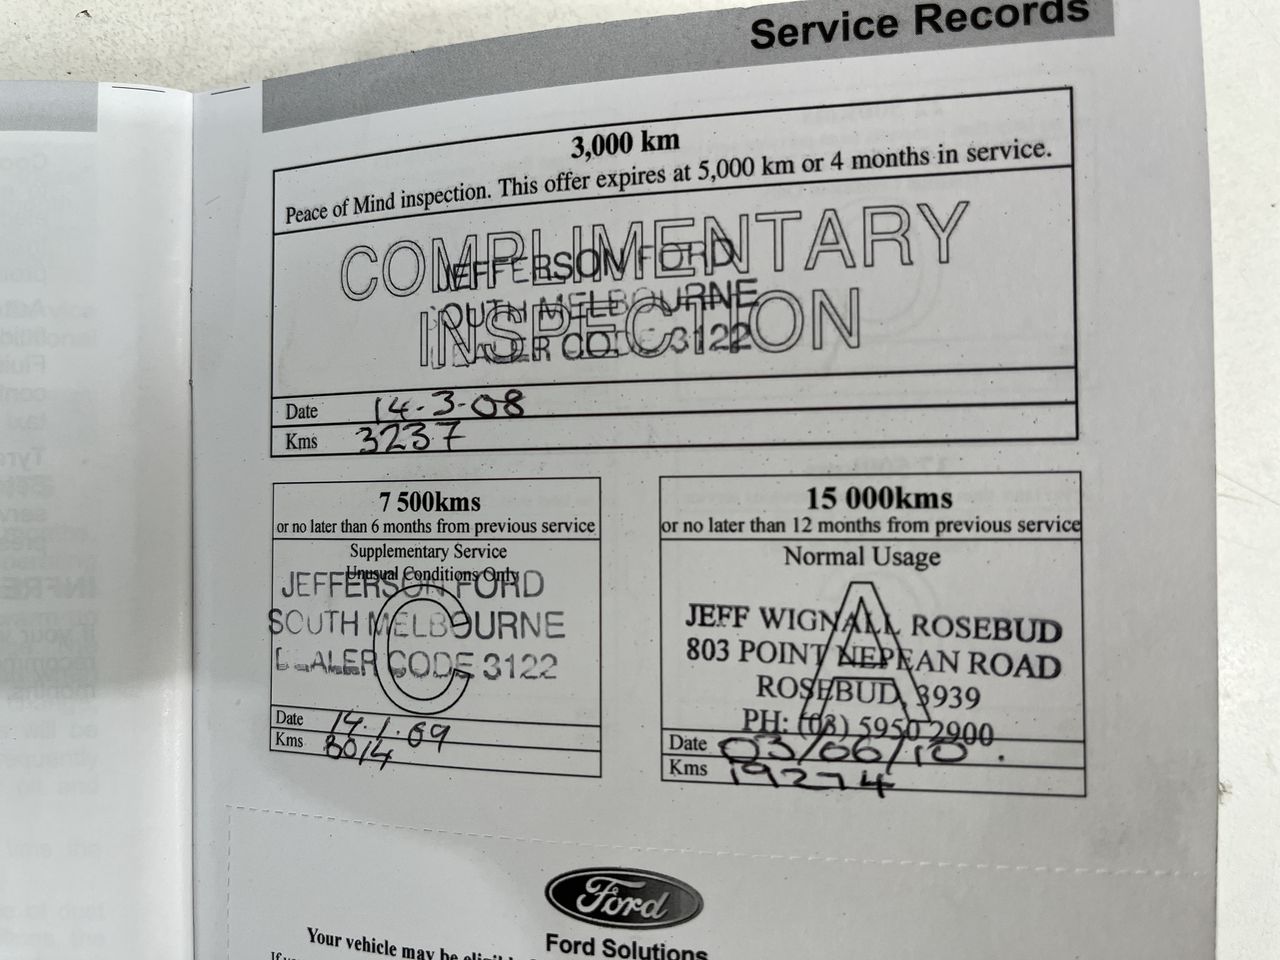 Service Records
3,000 km
Peace of Mind inspection. This offer expires at 5,000 km or 4 months in service.
COMPLIMENTARY
INSPECTION
JEFFERSON FORD
SOUTH MELBOURNE
DEALER CODE 3122
Date 14-3-08
Kms 3237
7 500kms
or no later than 6 months from previous service
Supplementary Service
Unusual Conditions Only
C
JEFFERSON FORD
SOUTH MELBOURNE
DEALER CODE 3122
Date 14.1.09
Kms 8014
15 000kms
or no later than 12 months from previous service
Normal Usage
A
JEFF WIGNALL ROSEBUD
803 POINT NEPEAN ROAD
ROSEBUD, 3939
PH: (03) 5950 2900
Date 03/06/10.
Kms 19274
Ford
Ford Solutions
Your vehicle may be